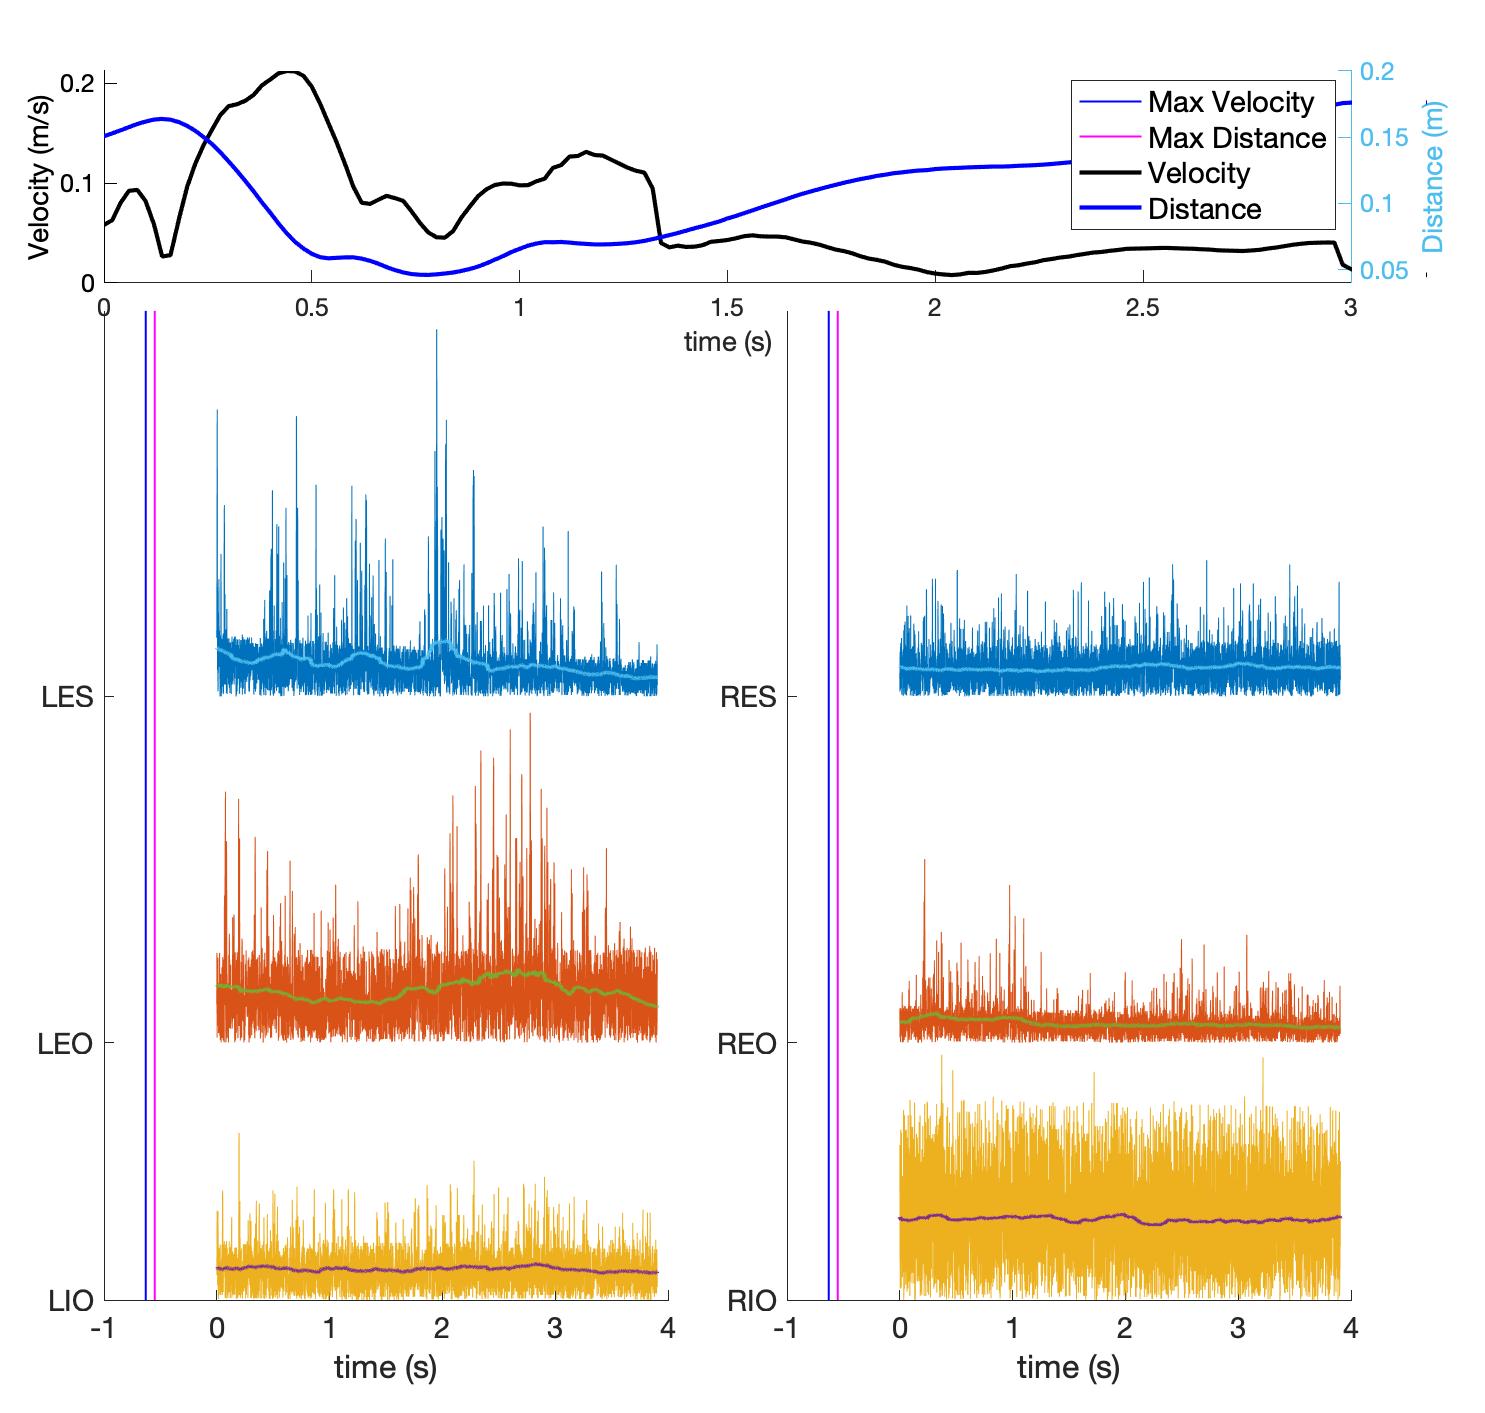 Velocity (m/s)
0.2
0.1
0
0.2
0.15
0.1
0.05
Distance (m)
Max Velocity
Max Distance
Velocity
Distance
0 0.5 1 1.5 2 2.5 3
time (s)
LES
LEO
LIO
-1 0 1 2 3 4
time (s)
RES
REO
RIO
-1 0 1 2 3 4
time (s)